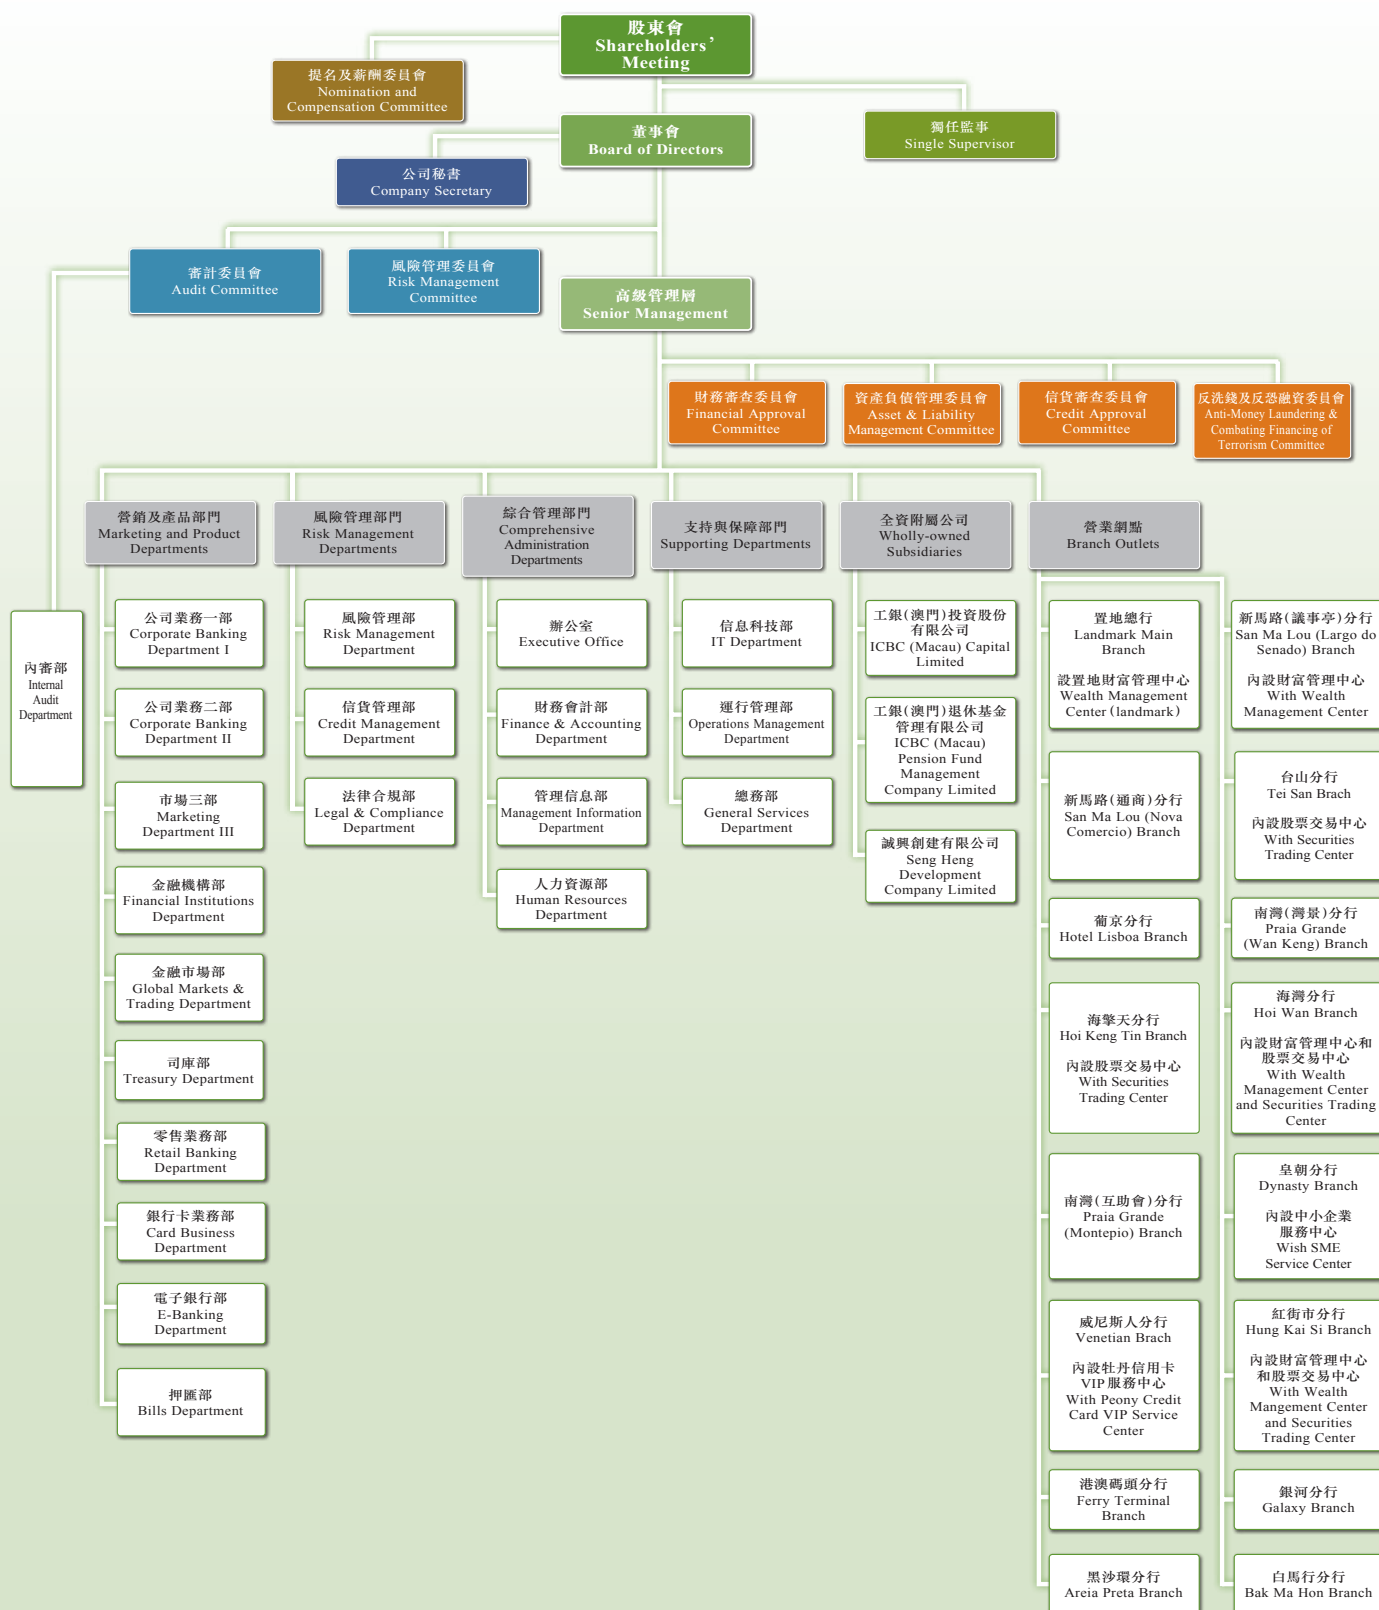 股東會
Shareholders’
Meeting
提名及薪酬委員會
Nomination and
Compensation Committee
董事會
Board of Directors
獨任監事
Single Supervisor
公司秘書
Company Secretary
審計委員會
Audit Committee
風險管理委員會
Risk Management
Committee
高級管理層
Senior Management
財務審查委員會
Financial Approval
Committee
資產負債管理委員會
Asset & Liability
Management Committee
信貸審查委員會
Credit Approval
Committee
反洗錢及反恐融資委員會
Anti-Money Laundering &
Combating Financing of
Terrorism Committee
營銷及產品部門
Marketing and Product
Departments
風險管理部門
Risk Management
Departments
綜合管理部門
Comprehensive
Administration
Departments
支持與保障部門
Supporting Departments
全資附屬公司
Wholly-owned
Subsidiaries
營業網點
Branch Outlets
內審部
Internal
Audit
Department
公司業務一部
Corporate Banking
Department I
公司業務二部
Corporate Banking
Department II
市場三部
Marketing
Department III
金融機構部
Financial Institutions
Department
金融市場部
Global Markets &
Trading Department
司庫部
Treasury Department
零售業務部
Retail Banking
Department
銀行卡業務部
Card Business
Department
電子銀行部
E-Banking
Department
押匯部
Bills Department
風險管理部
Risk Management
Department
信貸管理部
Credit Management
Department
法律合規部
Legal & Compliance
Department
辦公室
Executive Office
財務會計部
Finance & Accounting
Department
管理信息部
Management Information
Department
人力資源部
Human Resources
Department
信息科技部
IT Department
運行管理部
Operations Management
Department
總務部
General Services
Department
工銀(澳門)投資股份
有限公司
ICBC (Macau) Capital
Limited
工銀(澳門)退休基金
管理有限公司
ICBC (Macau)
Pension Fund
Management
Company Limited
誠興創建有限公司
Seng Heng
Development
Company Limited
置地總行
Landmark Main
Branch
設置地財富管理中心
Wealth Management
Center (landmark)
新馬路(通商)分行
San Ma Lou (Nova
Comercio) Branch
葡京分行
Hotel Lisboa Branch
海擎天分行
Hoi Keng Tin Branch
內設股票交易中心
With Securities
Trading Center
南灣(互助會)分行
Praia Grande
(Montepio) Branch
威尼斯人分行
Venetian Brach
內設牡丹信用卡
VIP服務中心
With Peony Credit
Card VIP Service
Center
港澳碼頭分行
Ferry Terminal
Branch
黑沙環分行
Areia Preta Branch
新馬路(議事亭)分行
San Ma Lou (Largo do
Senado) Branch
內設財富管理中心
With Wealth
Management Center
台山分行
Tei San Brach
內設股票交易中心
With Securities
Trading Center
南灣(灣景)分行
Praia Grande
(Wan Keng) Branch
海灣分行
Hoi Wan Branch
內設財富管理中心和
股票交易中心
With Wealth
Management Center
and Securities Trading
Center
皇朝分行
Dynasty Branch
內設中小企業
服務中心
Wish SME
Service Center
紅街市分行
Hung Kai Si Branch
內設財富管理中心
和股票交易中心
With Wealth
Mangement Center
and Securities
Trading Center
銀河分行
Galaxy Branch
白馬行分行
Bak Ma Hon Branch